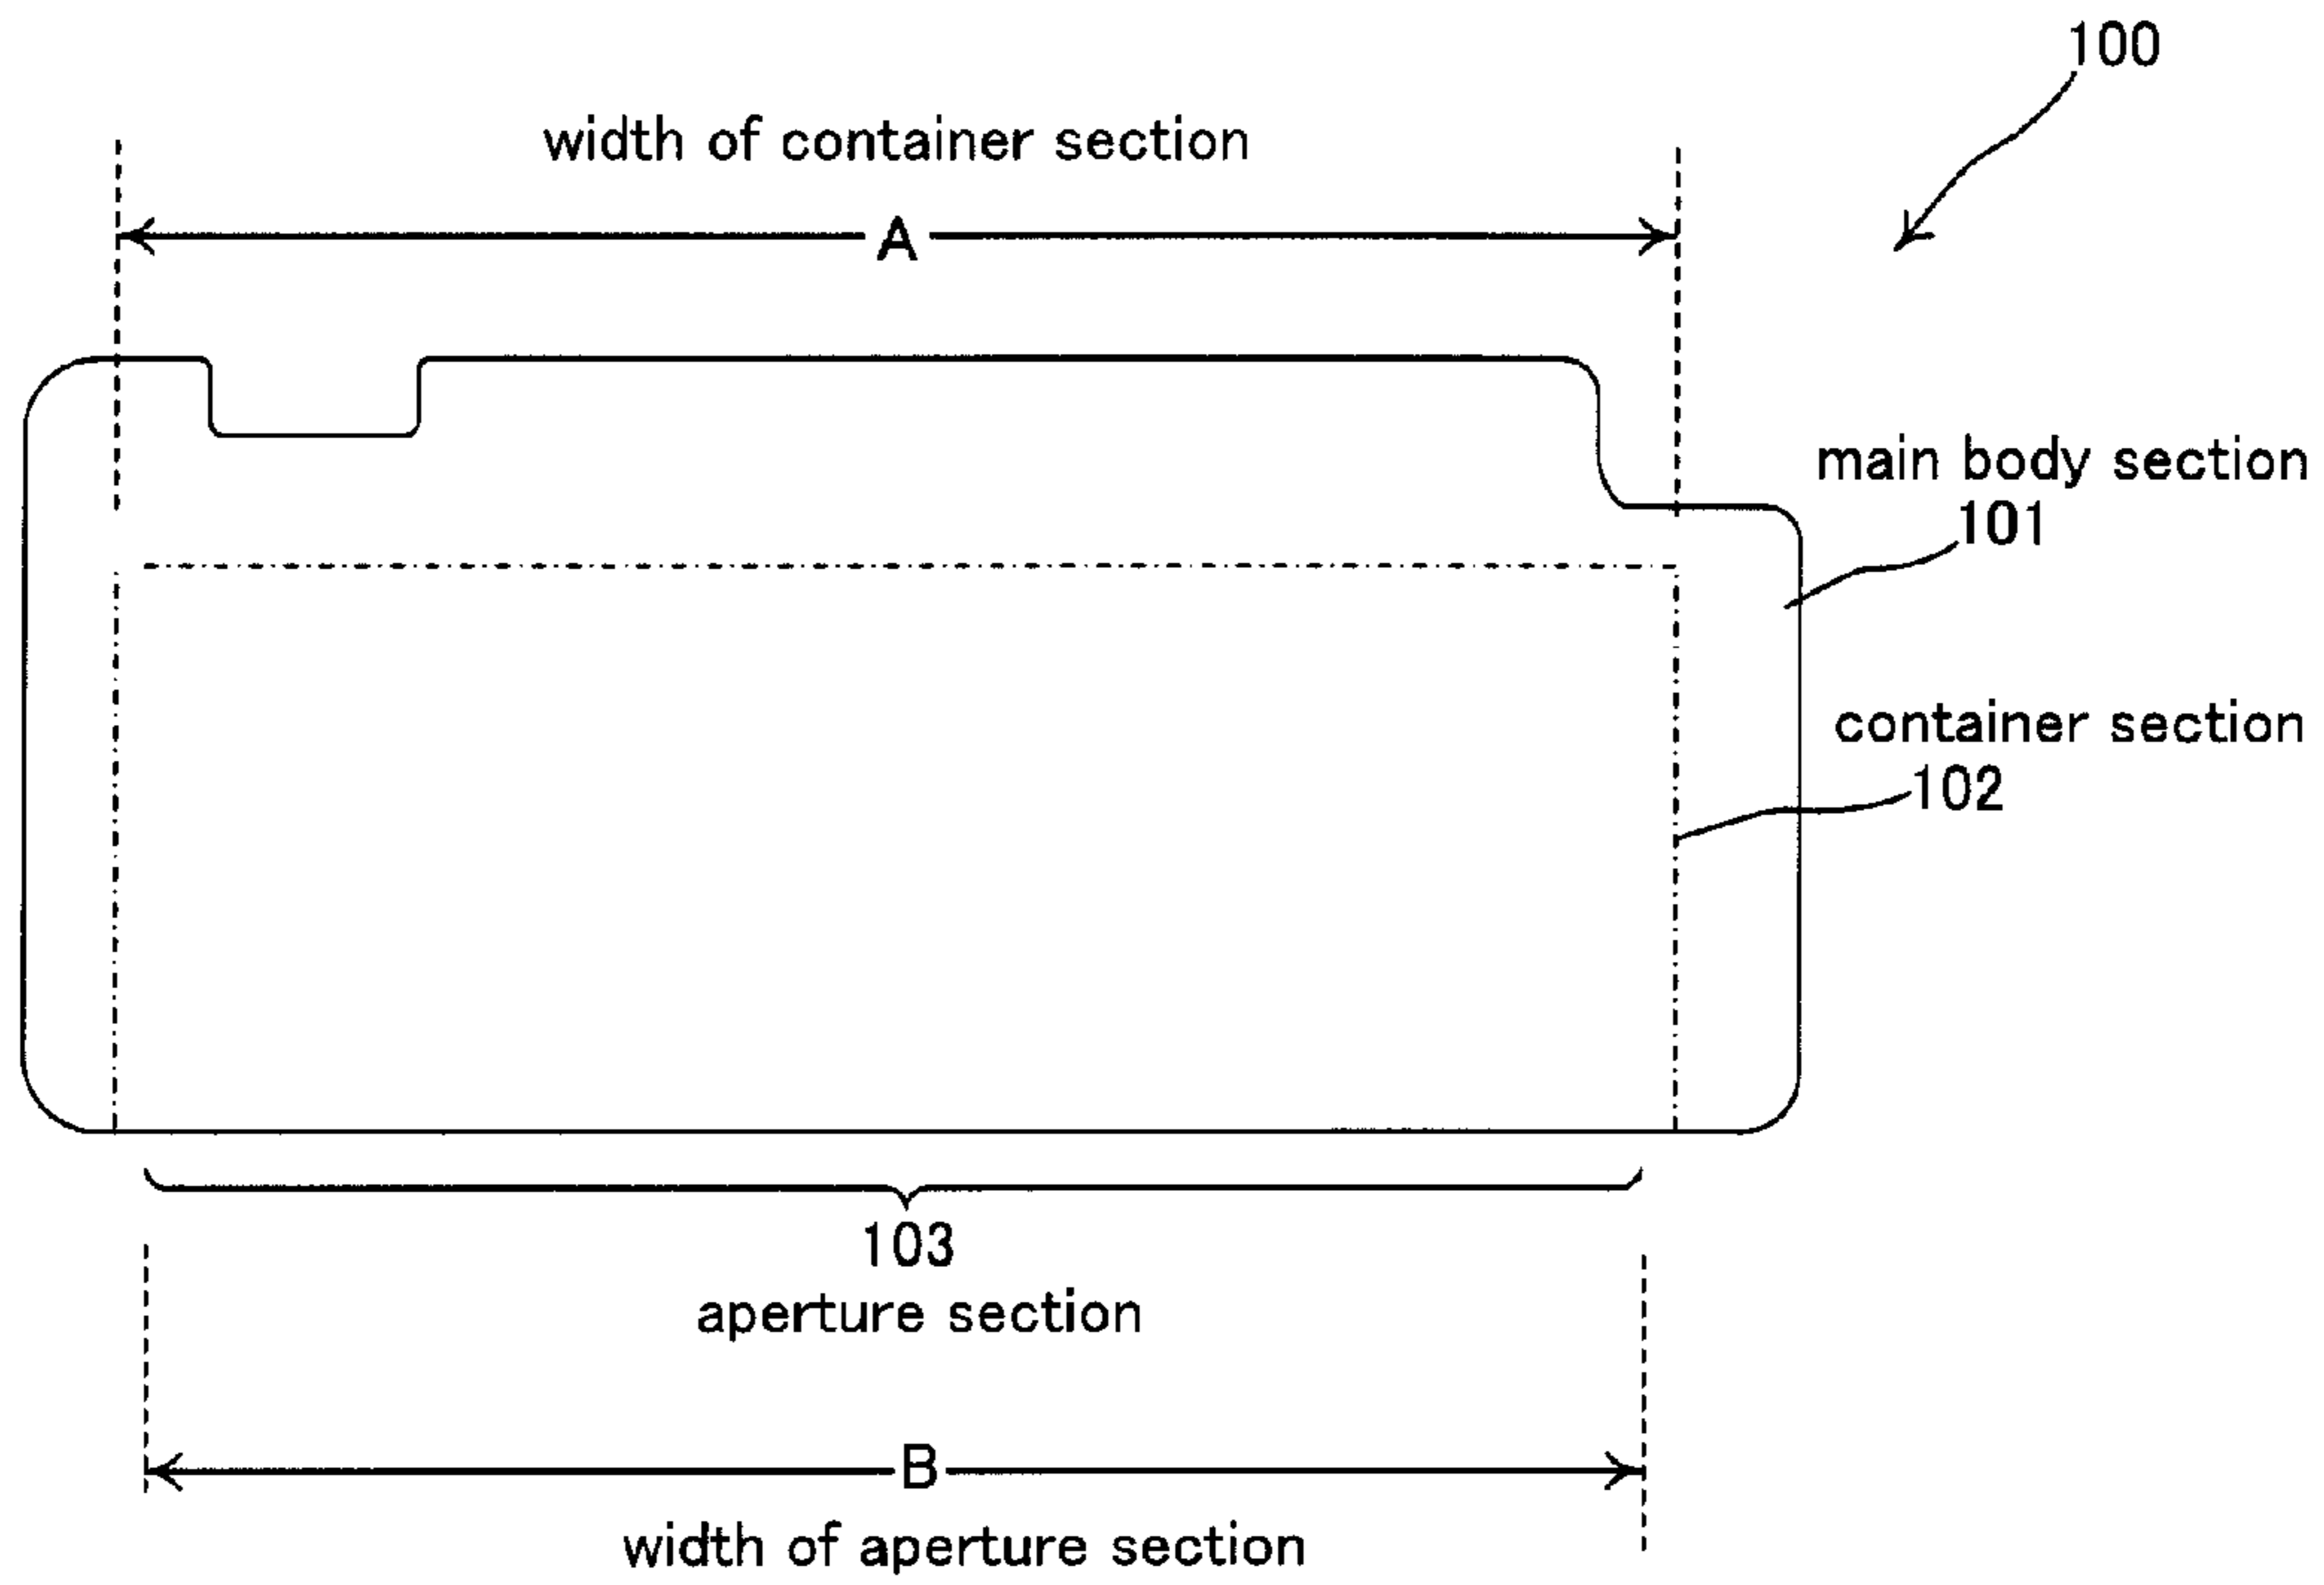 100
width of container section
A
main body section
101
container section
102
103
aperture section
B
width of aperture section